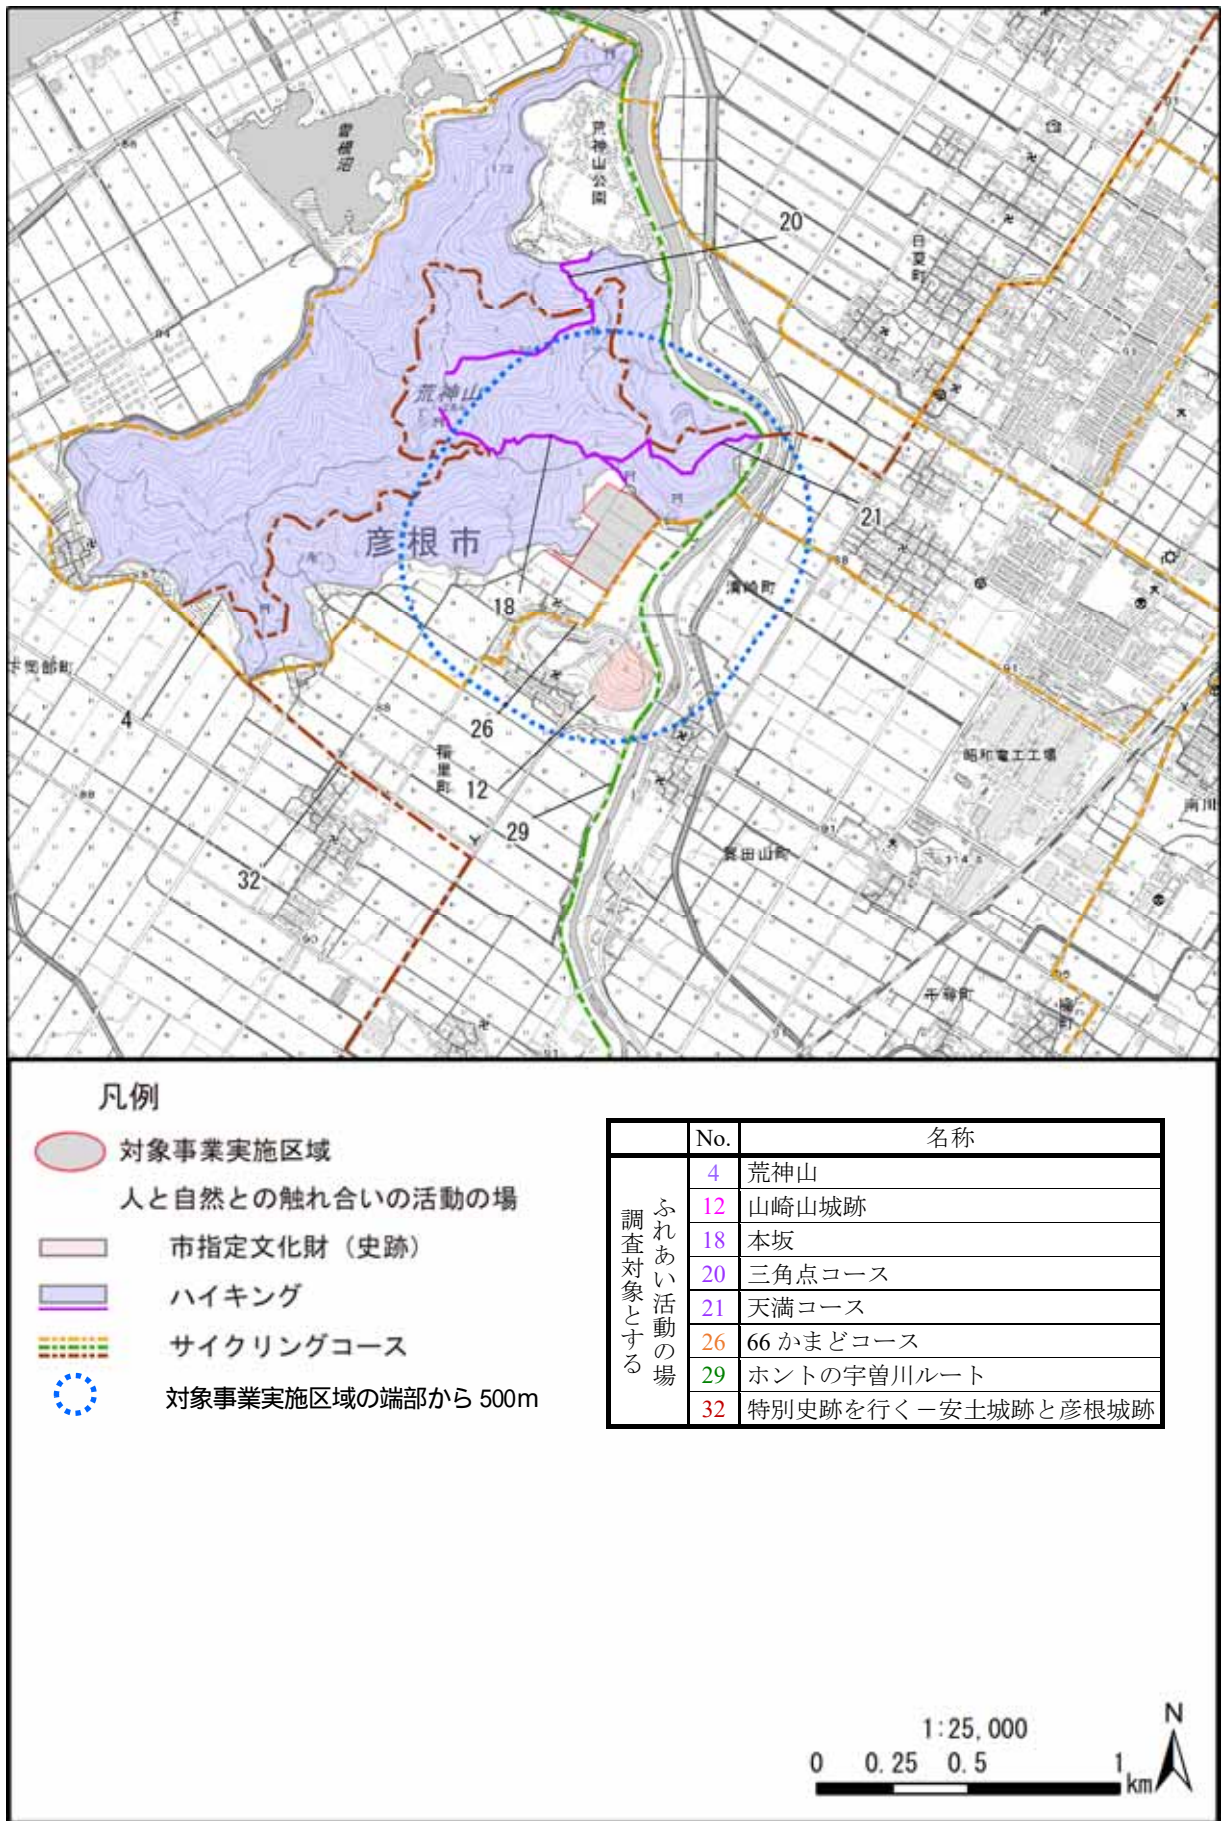 曽根沼
荒神山公園
20
日夏町
荒神山
彦根市
21
18
清崎町
4
26
稲里町
12
昭和電工工場
29
賀田山町
32
凡例
対象事業実施区域
人と自然との触れ合いの活動の場
市指定文化財（史跡）
ハイキング
サイクリングコース
対象事業実施区域の端部から 500m
No. 名称
調査対象とする
ふれあい活動の場
4 荒神山
12 山崎山城跡
18 本坂
20 三角点コース
21 天満コース
26 66 かまどコース
29 ホントの宇曽川ルート
32 特別史跡を行く－安土城跡と彦根城跡
N
1:25,000
0 0.25 0.5 1 km